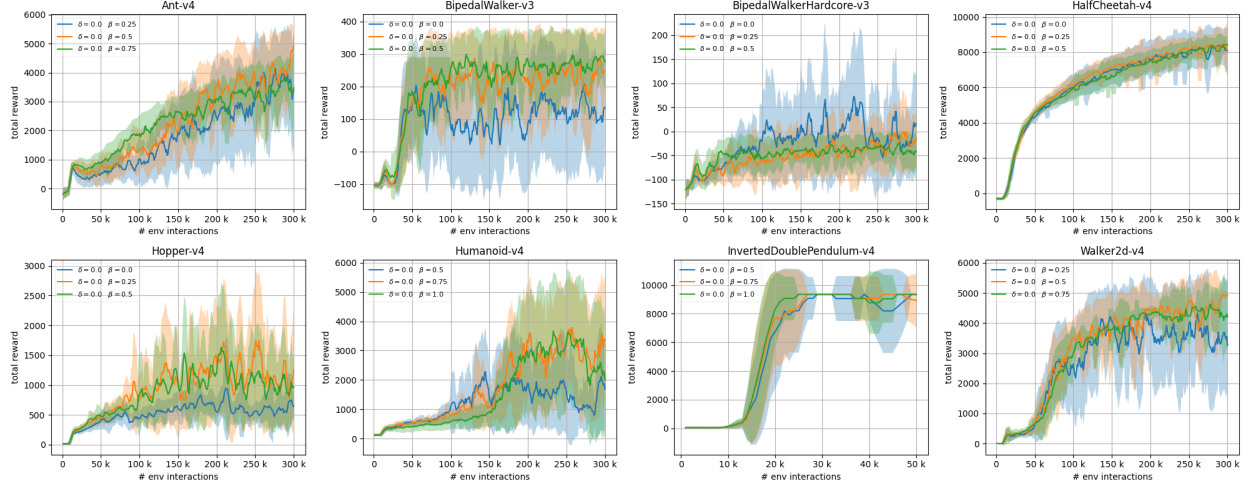 Ant-v4
δ = 0.0 β = 0.25
δ = 0.0 β = 0.5
δ = 0.0 β = 0.75
total reward
6000
5000
4000
3000
2000
1000
0
0 50 k 100 k 150 k 200 k 250 k 300 k
# env interactions
BipedalWalker-v3
δ = 0.0 β = 0.0
δ = 0.0 β = 0.25
δ = 0.0 β = 0.5
total reward
400
300
200
100
0
−100
0 50 k 100 k 150 k 200 k 250 k 300 k
# env interactions
BipedalWalkerHardcore-v3
δ = 0.0 β = 0.0
δ = 0.0 β = 0.25
δ = 0.0 β = 0.5
total reward
200
150
100
50
0
−50
−100
−150
0 50 k 100 k 150 k 200 k 250 k 300 k
# env interactions
HalfCheetah-v4
δ = 0.0 β = 0.0
δ = 0.0 β = 0.25
δ = 0.0 β = 0.5
total reward
10000
8000
6000
4000
2000
0
0 50 k 100 k 150 k 200 k 250 k 300 k
# env interactions
Hopper-v4
δ = 0.0 β = 0.0
δ = 0.0 β = 0.25
δ = 0.0 β = 0.5
total reward
3000
2500
2000
1500
1000
500
0
0 50 k 100 k 150 k 200 k 250 k 300 k
# env interactions
Humanoid-v4
δ = 0.0 β = 0.5
δ = 0.0 β = 0.75
δ = 0.0 β = 1.0
total reward
6000
5000
4000
3000
2000
1000
0
0 50 k 100 k 150 k 200 k 250 k 300 k
# env interactions
InvertedDoublePendulum-v4
δ = 0.0 β = 0.5
δ = 0.0 β = 0.75
δ = 0.0 β = 1.0
total reward
10000
8000
6000
4000
2000
0
0 10 k 20 k 30 k 40 k 50 k
# env interactions
Walker2d-v4
δ = 0.0 β = 0.25
δ = 0.0 β = 0.5
δ = 0.0 β = 0.75
total reward
6000
5000
4000
3000
2000
1000
0
0 50 k 100 k 150 k 200 k 250 k 300 k
# env interactions